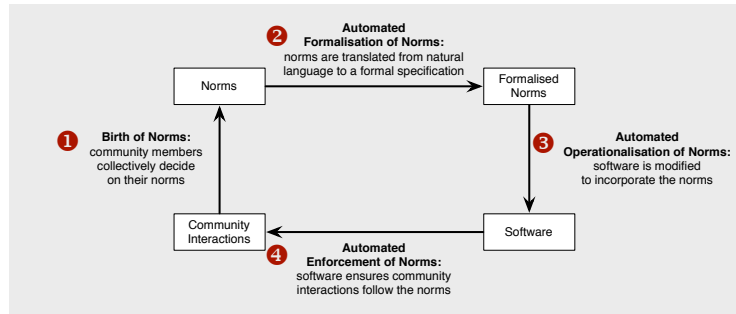 2
Automated
Formalisation of Norms:
norms are translated from natural
language to a formal specification
Norms
Formalised
Norms
1
Birth of Norms:
community members
collectively decide
on their norms
3
Automated
Operationalisation of Norms:
software is modified
to incorporate the norms
Community
Interactions
Software
4
Automated
Enforcement of Norms:
software ensures community
interactions follow the norms